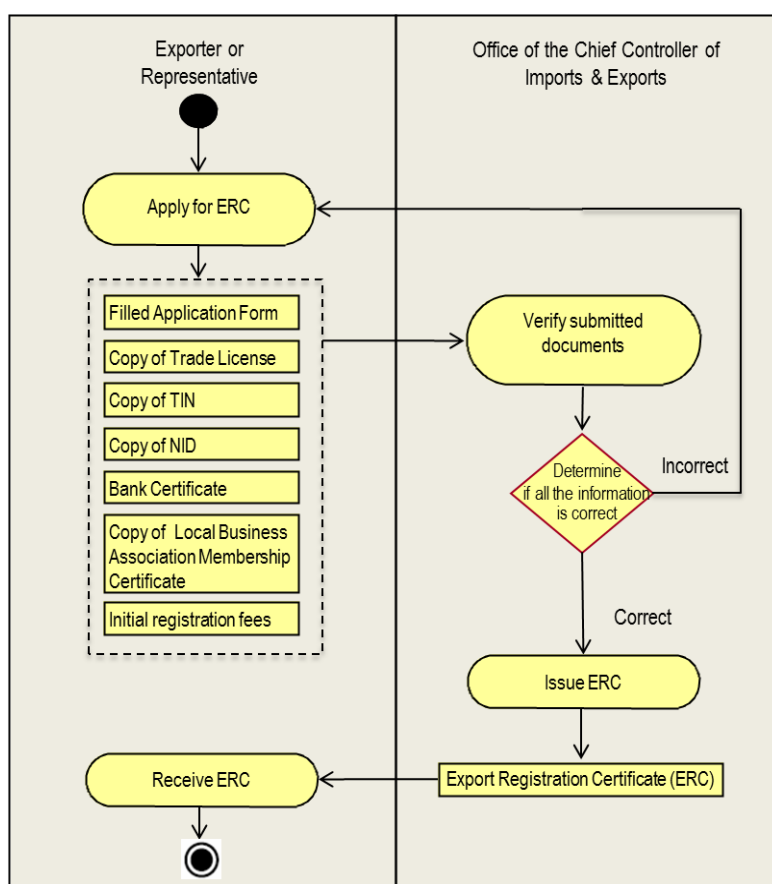 Exporter or
Representative
Office of the Chief Controller of
Imports & Exports
Apply for ERC
Filled Application Form
Copy of Trade License
Copy of TIN
Copy of NID
Bank Certificate
Copy of Local Business
Association Membership
Certificate
Initial registration fees
Verify submitted
documents
Determine
if all the information
is correct
Incorrect
Correct
Issue ERC
Export Registration Certificate (ERC)
Receive ERC